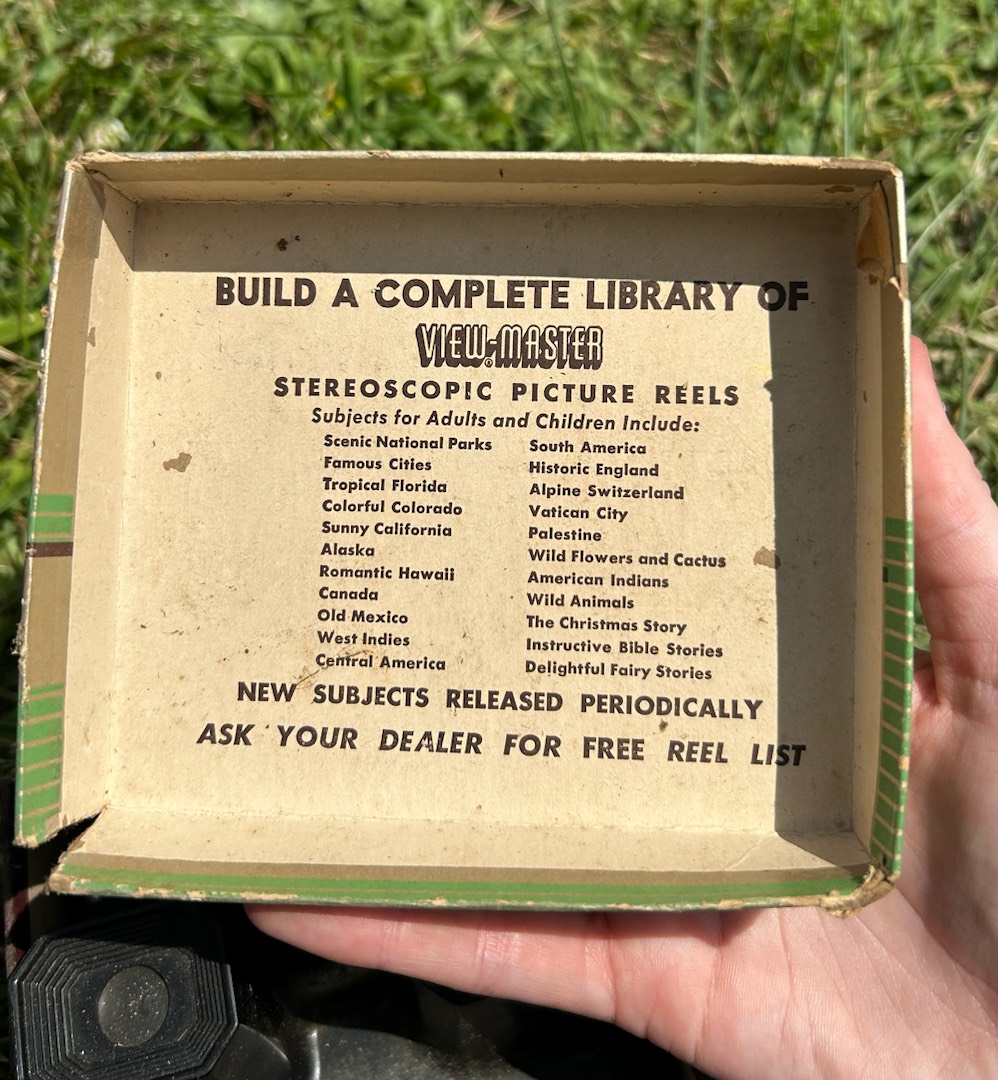 BUILD A COMPLETE LIBRARY OF
VIEW-MASTER
STEREOSCOPIC PICTURE REELS
Subjects for Adults and Children Include:
Scenic National Parks
Famous Cities
Tropical Florida
Colorful Colorado
Sunny California
Alaska
Romantic Hawaii
Canada
Old Mexico
West Indies
Central America
South America
Historic England
Alpine Switzerland
Vatican City
Palestine
Wild Flowers and Cactus
American Indians
Wild Animals
The Christmas Story
Instructive Bible Stories
Delightful Fairy Stories
NEW SUBJECTS RELEASED PERIODICALLY
ASK YOUR DEALER FOR FREE REEL LIST